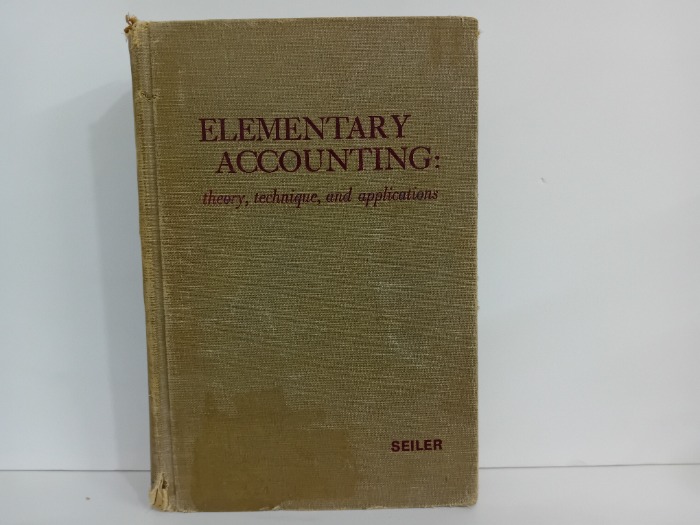 ELEMENTARY
ACCOUNTING:
theory, technique, and applications
SEILER